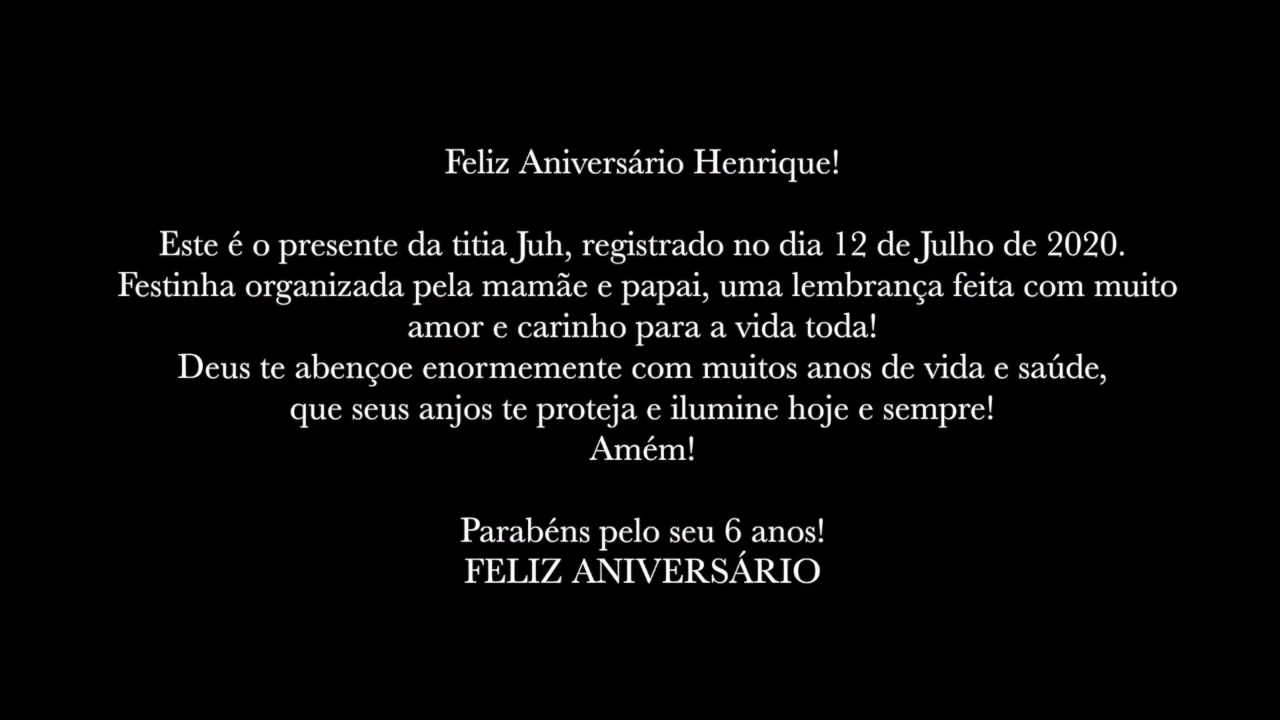 Feliz Aniversário Henrique!
Este é o presente da titia Juh, registrado no dia 12 de Julho de 2020.
Festinha organizada pela mamãe e papai, uma lembrança feita com muito
amor e carinho para a vida toda!
Deus te abençoe enormemente com muitos anos de vida e saúde,
que seus anjos te proteja e ilumine hoje e sempre!
Amém!
Parabéns pelo seu 6 anos!
FELIZ ANIVERSÁRIO